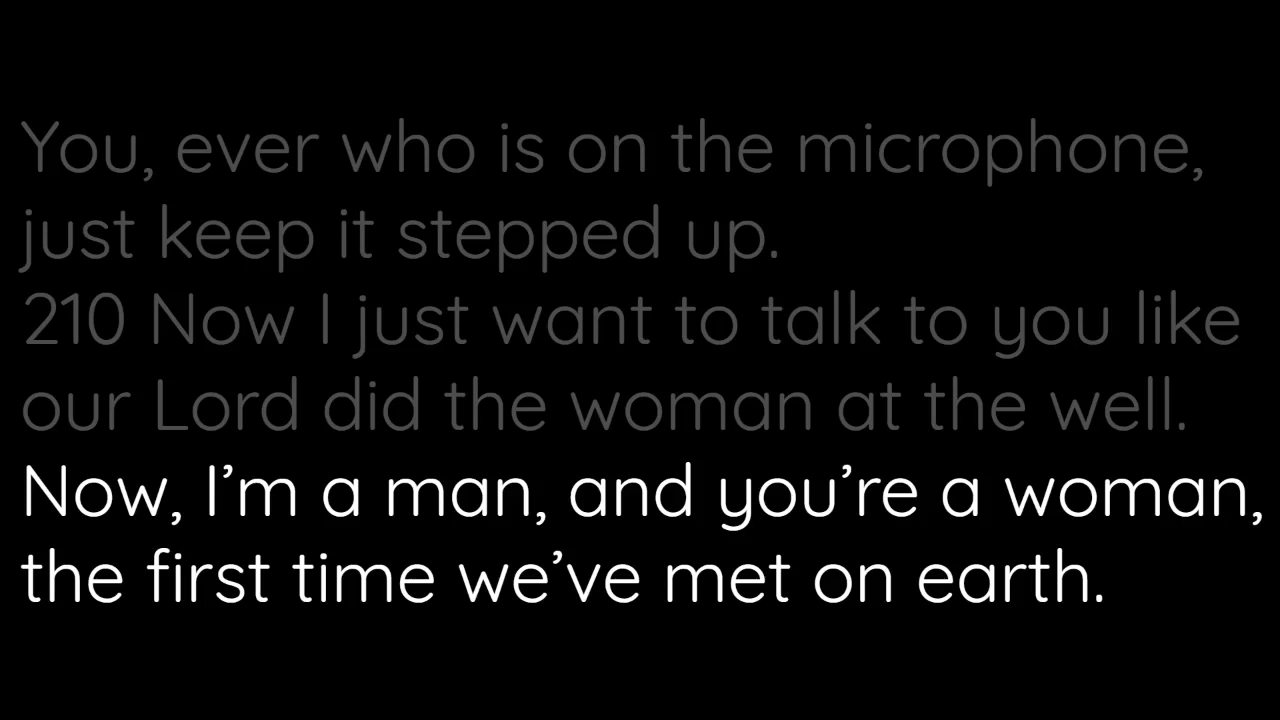 You, ever who is on the microphone,
just keep it stepped up.
210 Now I just want to talk to you like
our Lord did the woman at the well.
Now, I’m a man, and you’re a woman,
the first time we’ve met on earth.